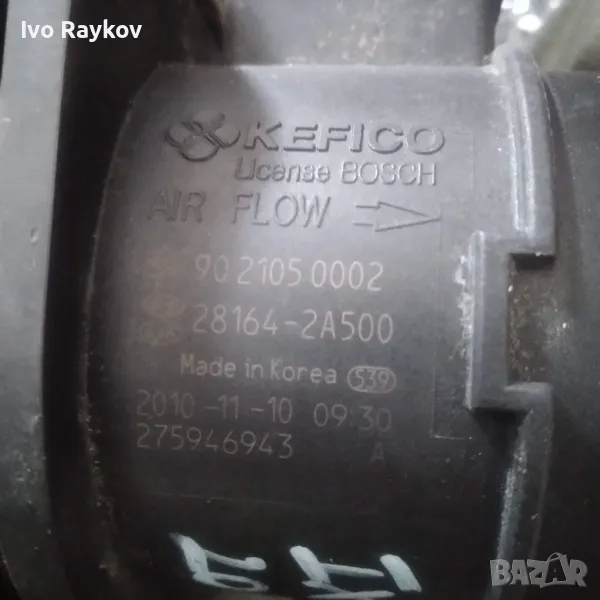 Ivo Raykov
KEFICO
License BOSCH
AIR FLOW
90 2105 0002
28164-2A500
Made in Korea 539
2010-11-10 09:30
275946943 A
BAZAR